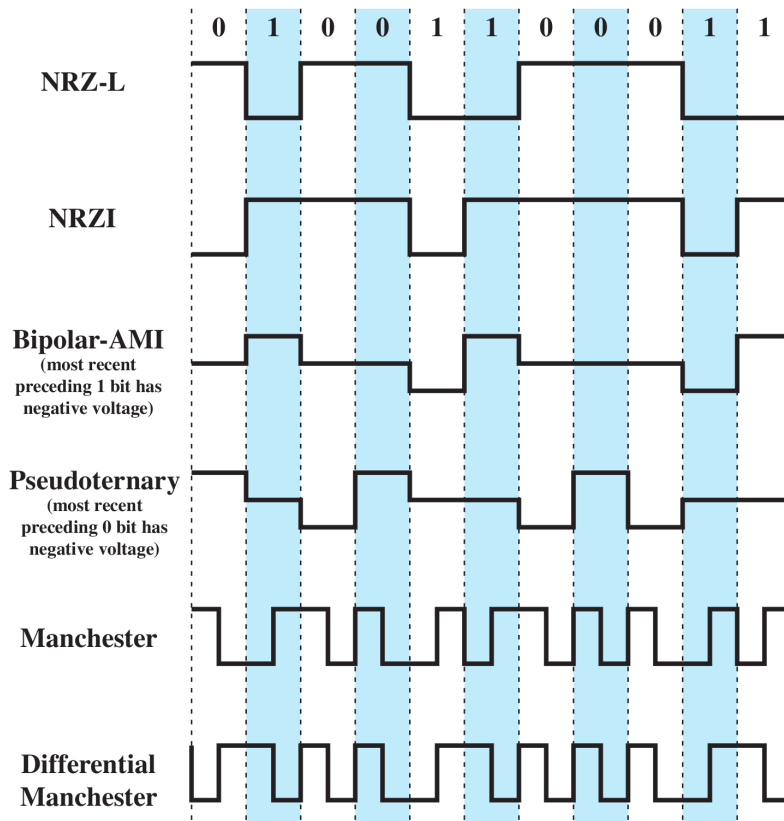 0 1 0 0 1 1 0 0 0 1 1
NRZ-L
NRZI
Bipolar-AMI
(most recent
preceding 1 bit has
negative voltage)
Pseudoternary
(most recent
preceding 0 bit has
negative voltage)
Manchester
Differential
Manchester